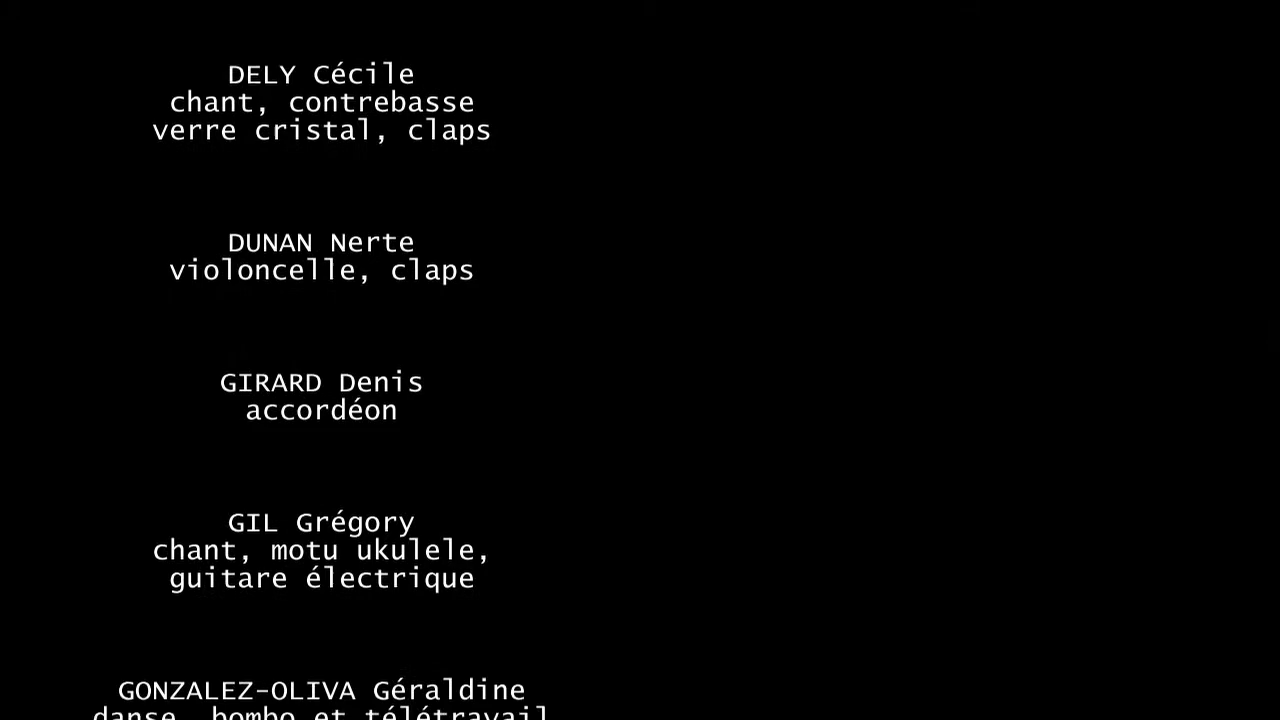 DELY Cécile
chant, contrebasse
verre cristal, claps
DUNAN Nerte
violoncelle, claps
GIRARD Denis
accordéon
GIL Grégory
chant, motu ukulele,
guitare électrique
GONZALEZ-OLIVA Géraldine
danse, bombo et télétravail